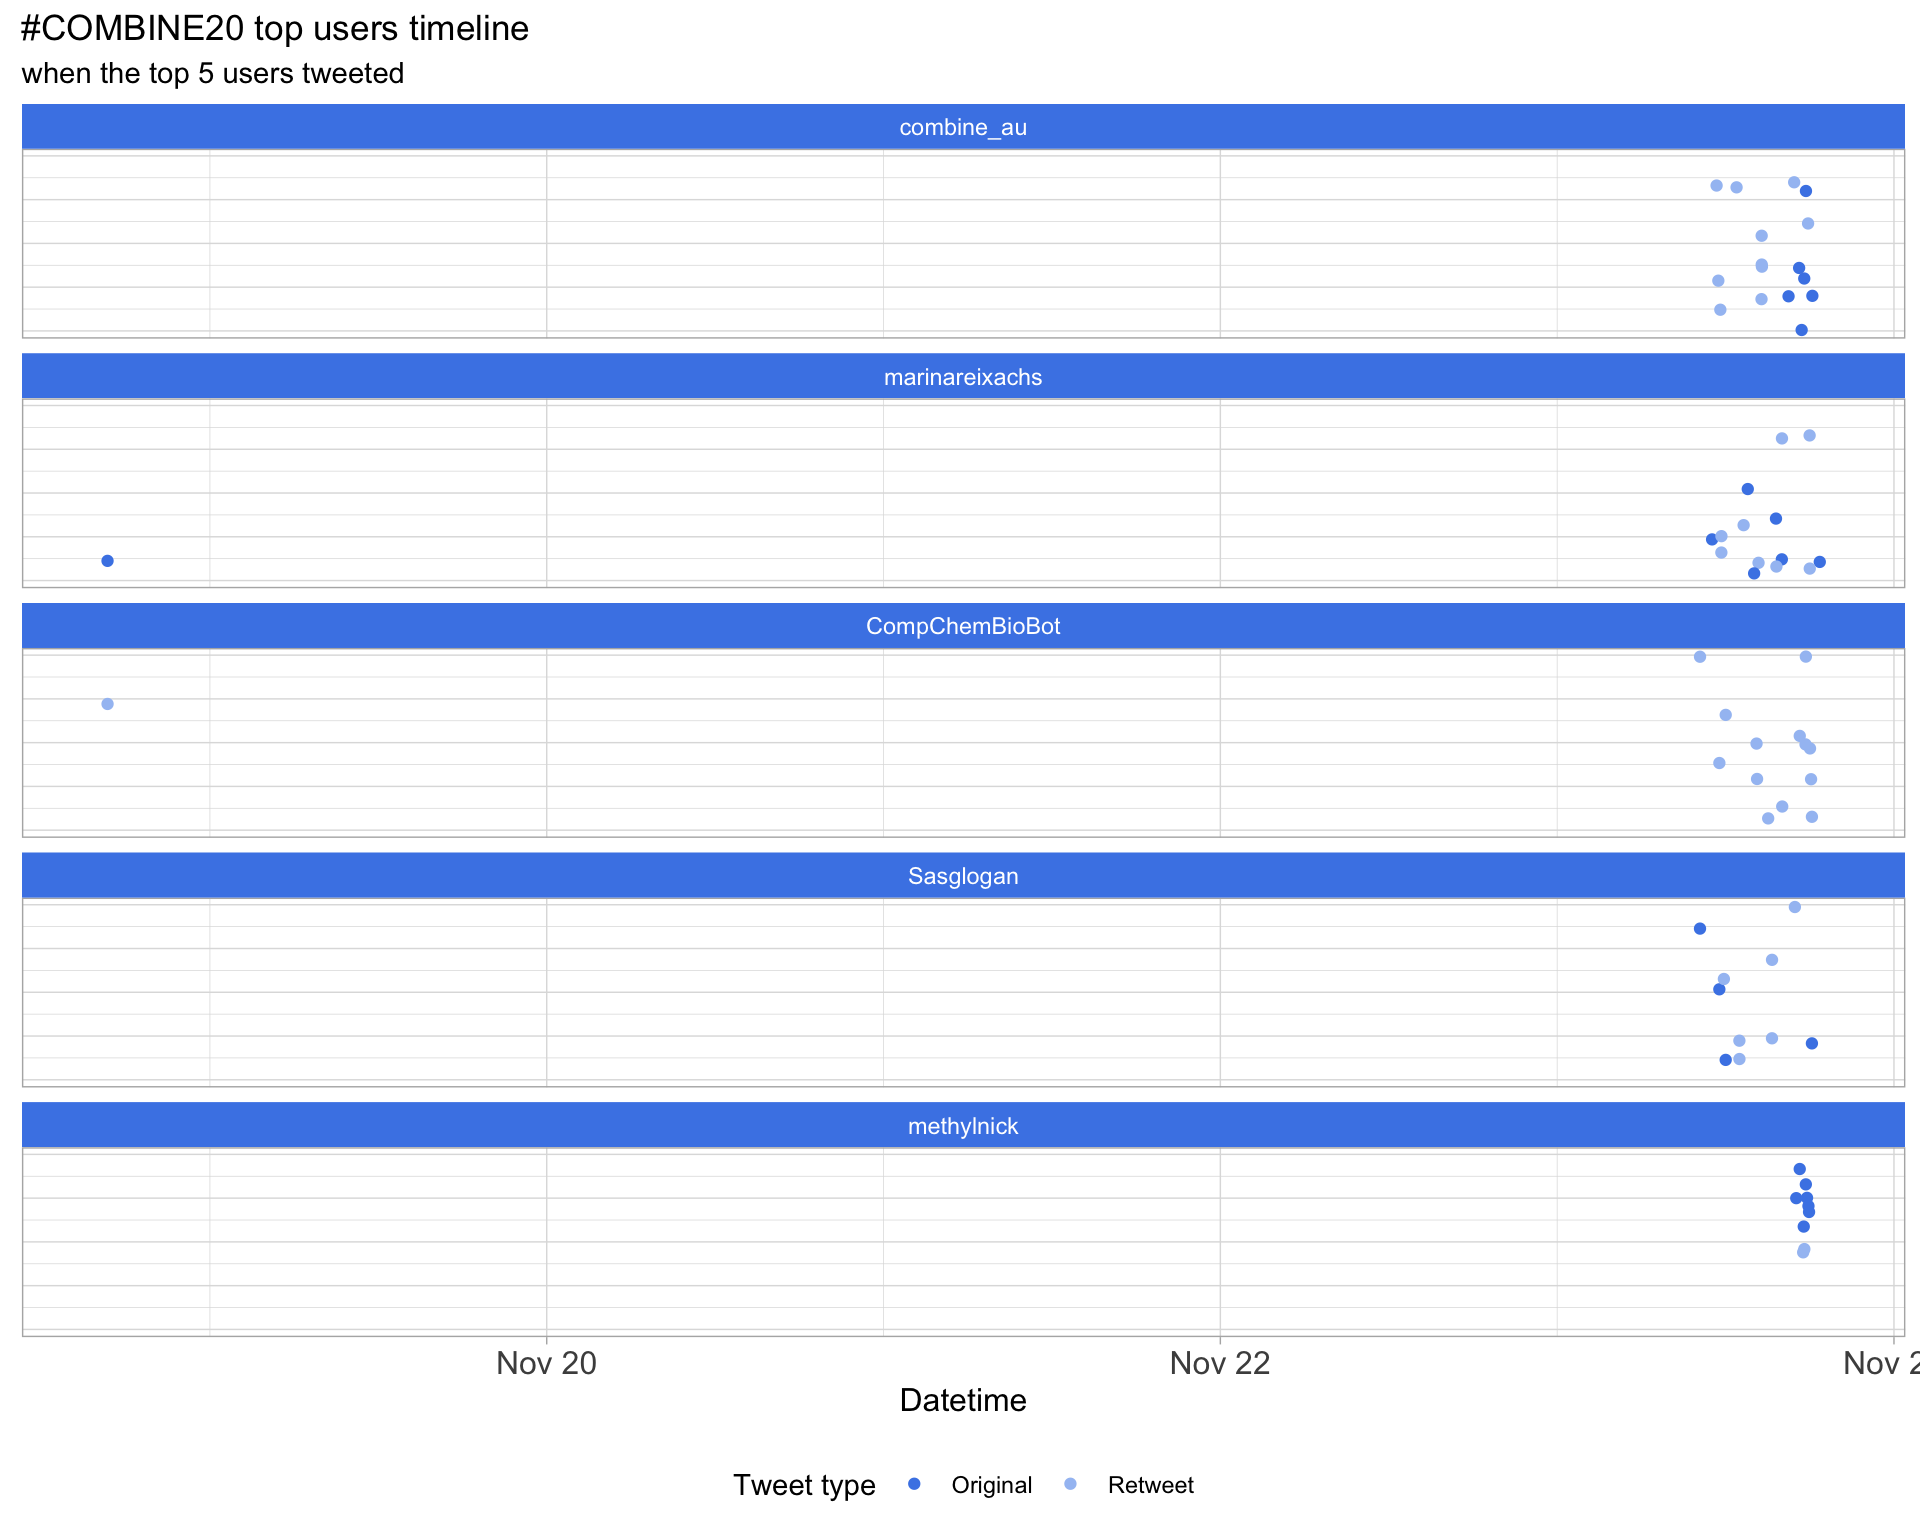 #COMBINE20 top users timeline
when the top 5 users tweeted
combine_au
marinareixachs
CompChemBioBot
Sasglogan
methylnick
Nov 20 Nov 22 Nov 2
Datetime
Tweet type Original Retweet